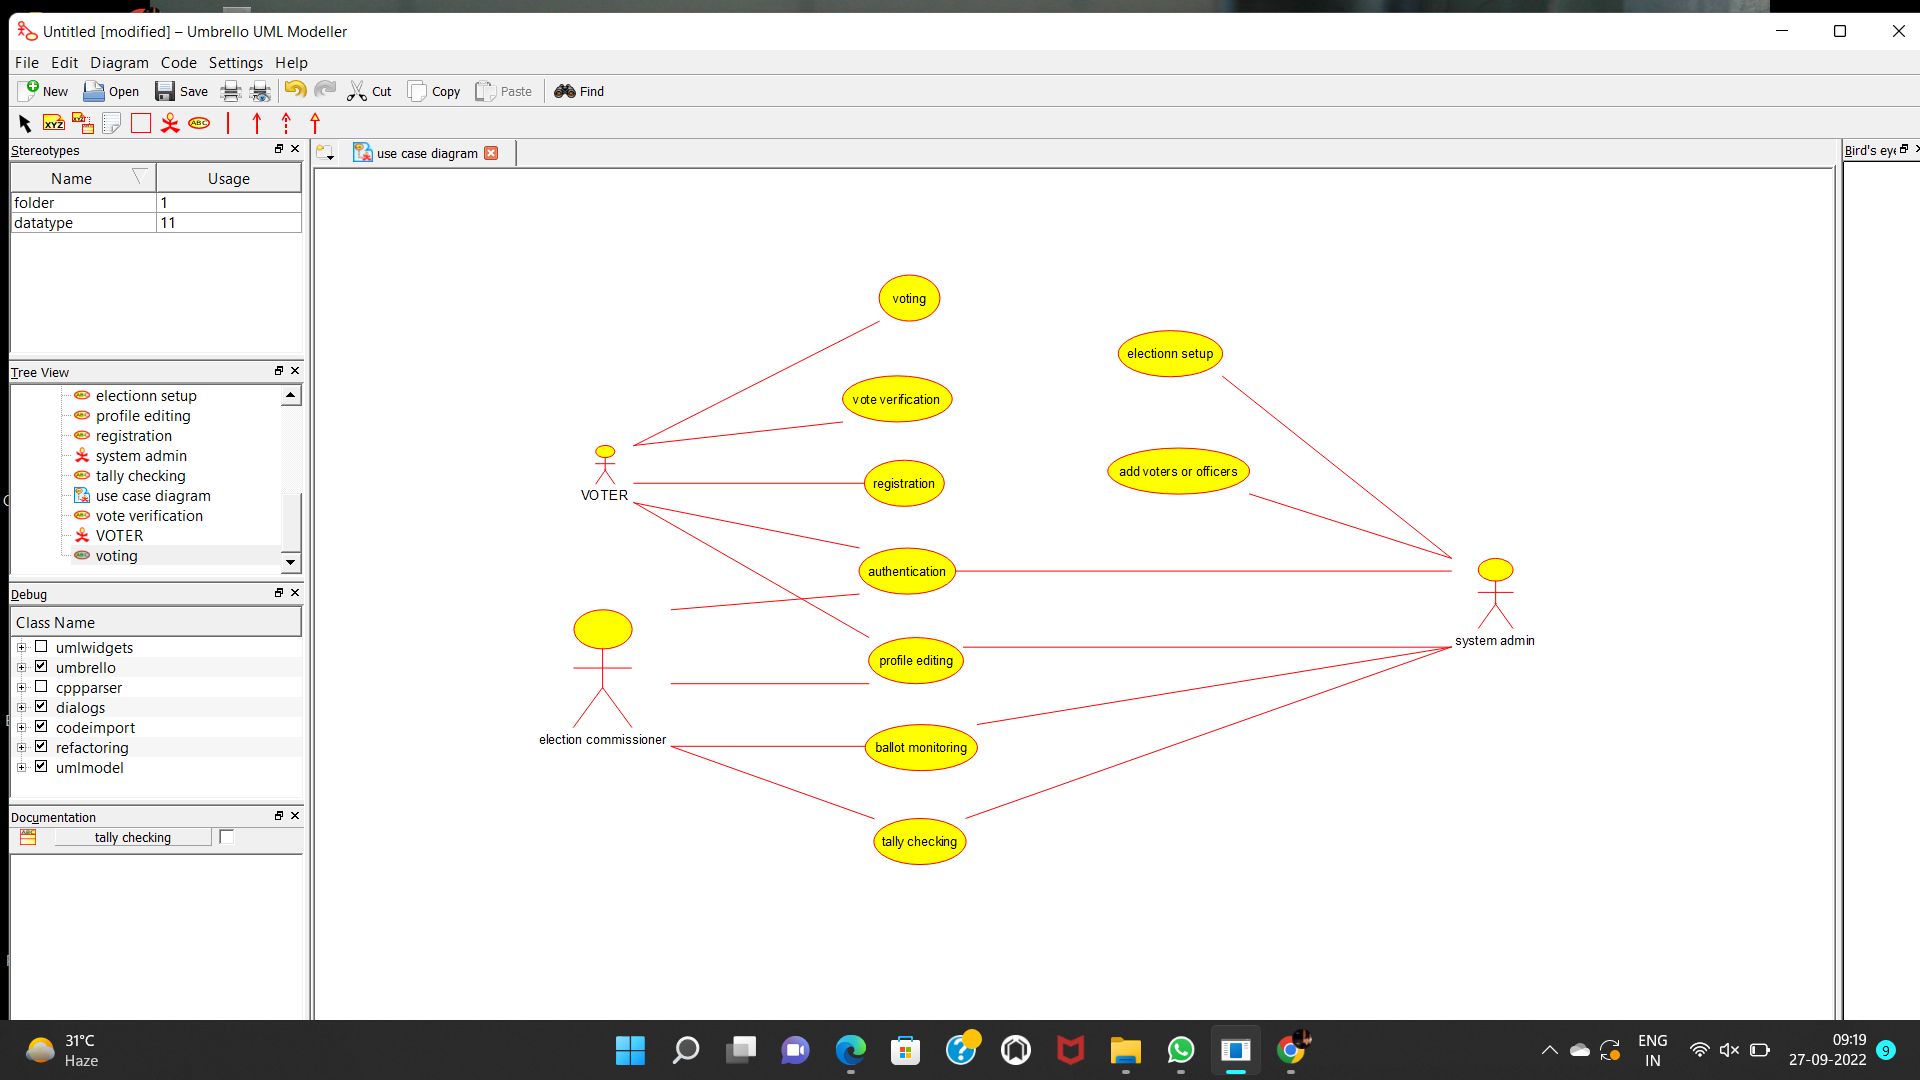 Untitled [modified] – Umbrello UML Modeller
File Edit Diagram Code Settings Help
New Open Save Cut Copy Paste Find
XYZ XYZ ABC
Stereotypes
Name Usage
folder 1
datatype 11
Tree View
electionn setup
profile editing
registration
system admin
tally checking
use case diagram
vote verification
VOTER
voting
Debug
Class Name
umlwidgets
umbrello
cppparser
dialogs
codeimport
refactoring
umlmodel
Documentation
tally checking
use case diagram
Bird's eye
voting
electionn setup
vote verification
add voters or officers
registration
VOTER
authentication
system admin
profile editing
election commissioner
ballot monitoring
tally checking
31°C
Haze
ENG
IN
09:19
27-09-2022
9